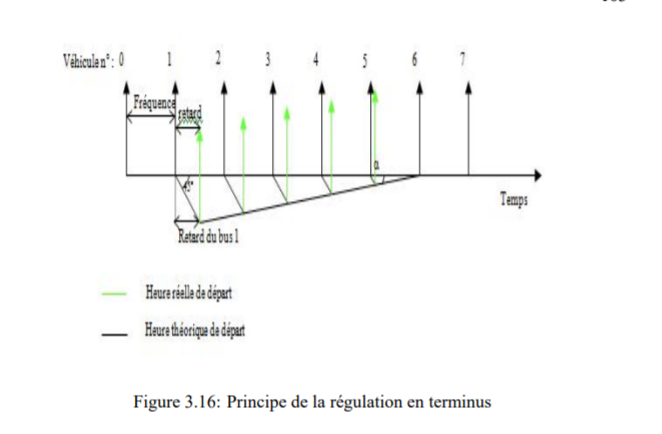 Véhicule n° : 0 1 2 3 4 5 6 7
Fréquence
retard
α
45°
Temps
Retard du bus 1
Heure réelle de départ
Heure théorique de départ
Figure 3.16: Principe de la régulation en terminus